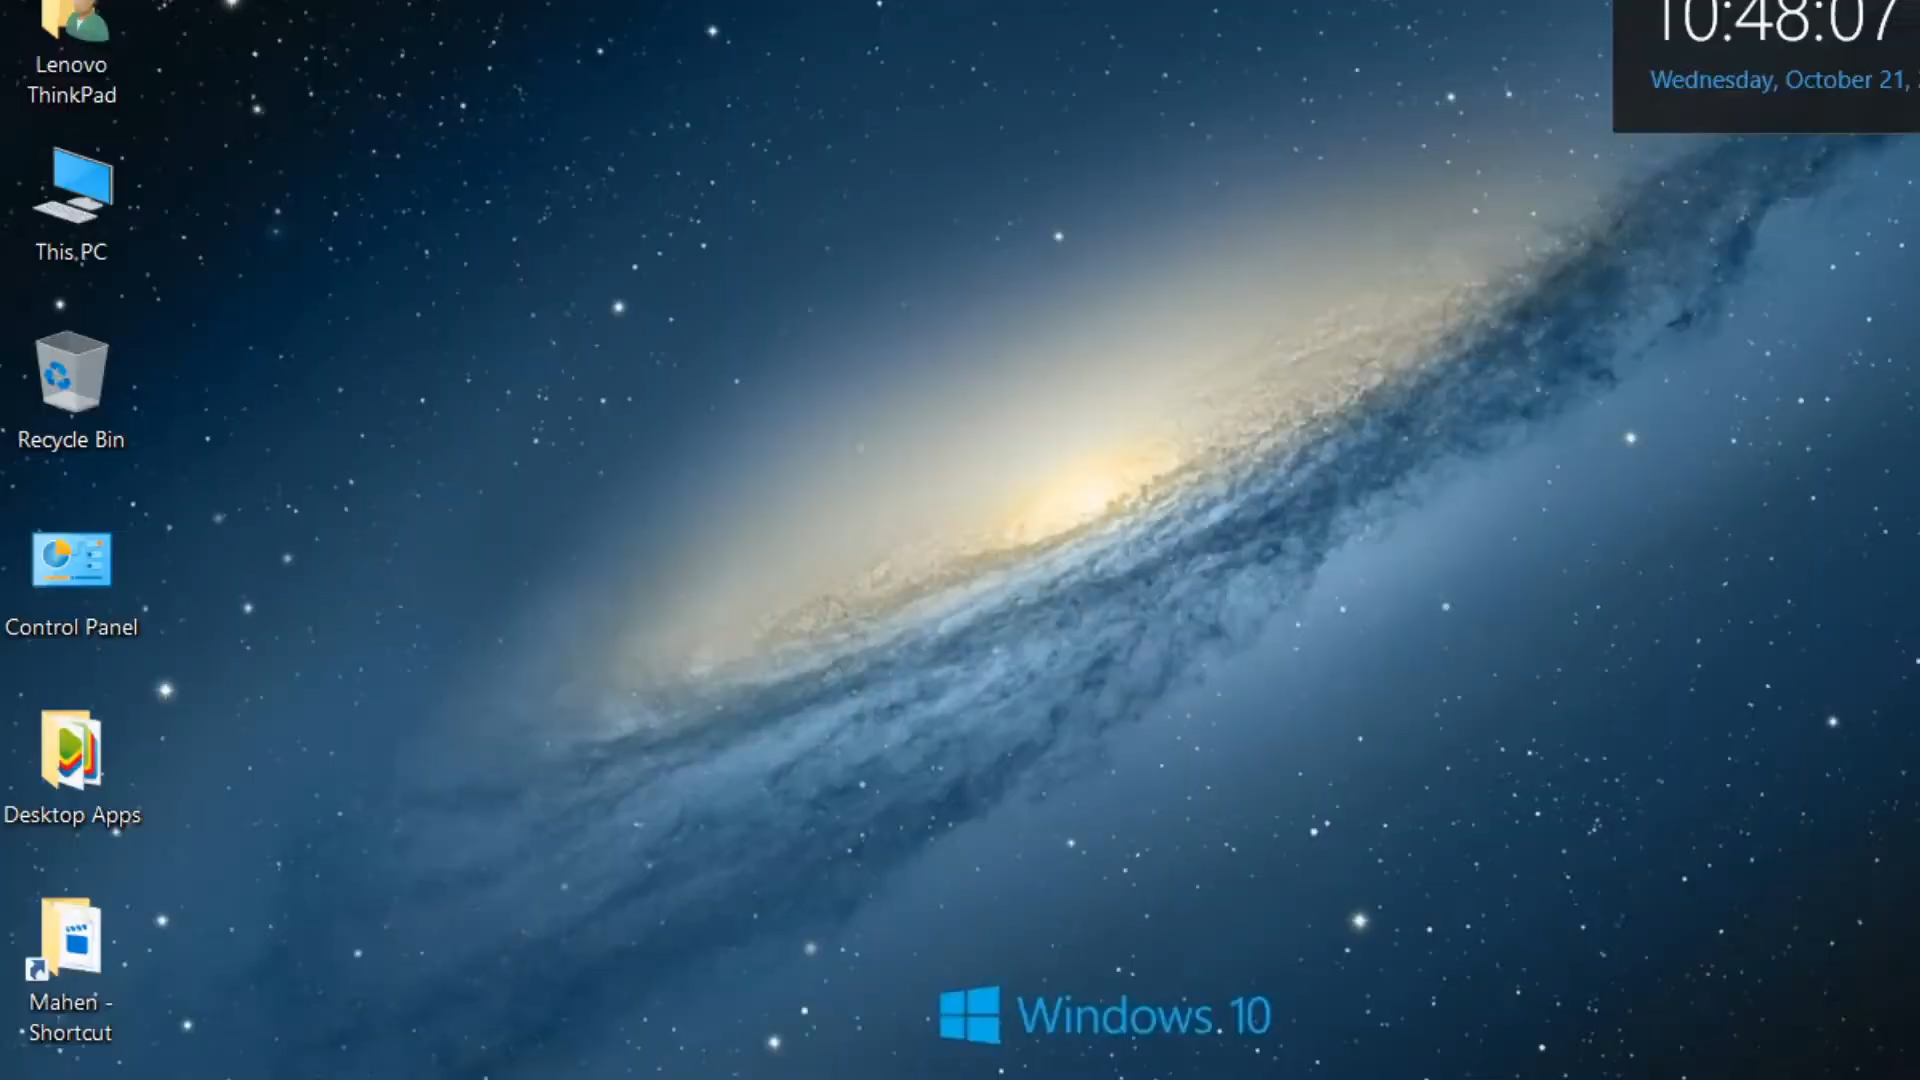 Lenovo
ThinkPad
This PC
Recycle Bin
Control Panel
Desktop Apps
Mahen -
Shortcut
10:48:07
Wednesday, October 21,
Windows 10